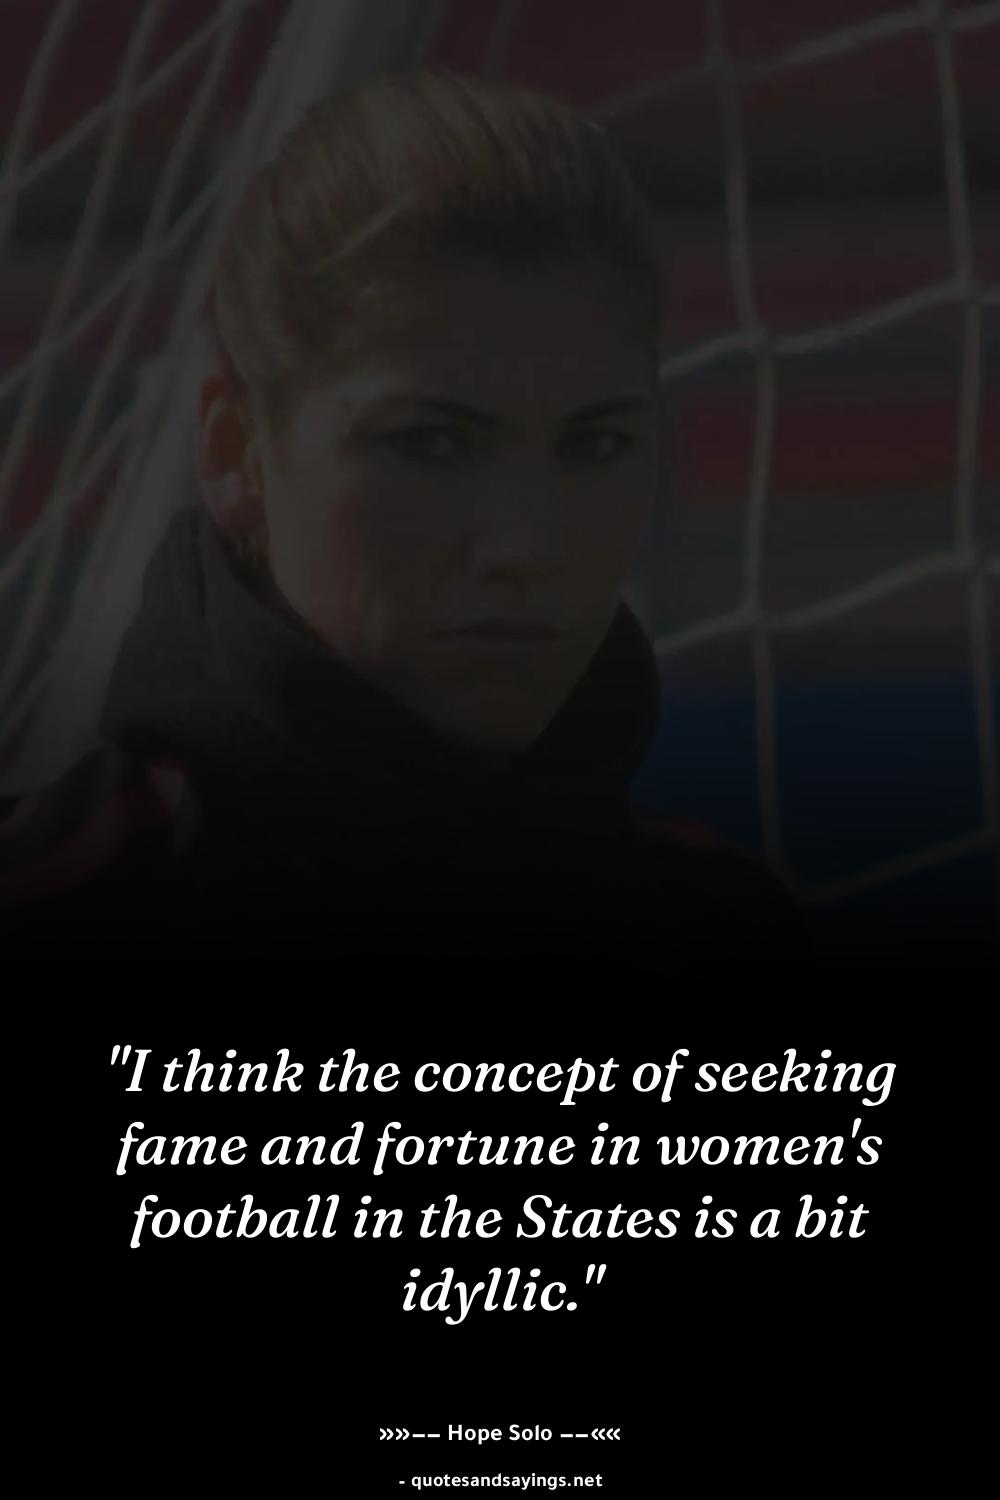 "I think the concept of seeking
fame and fortune in women's
football in the States is a bit
idyllic."
»»—— Hope Solo ——««
- quotesandsayings.net